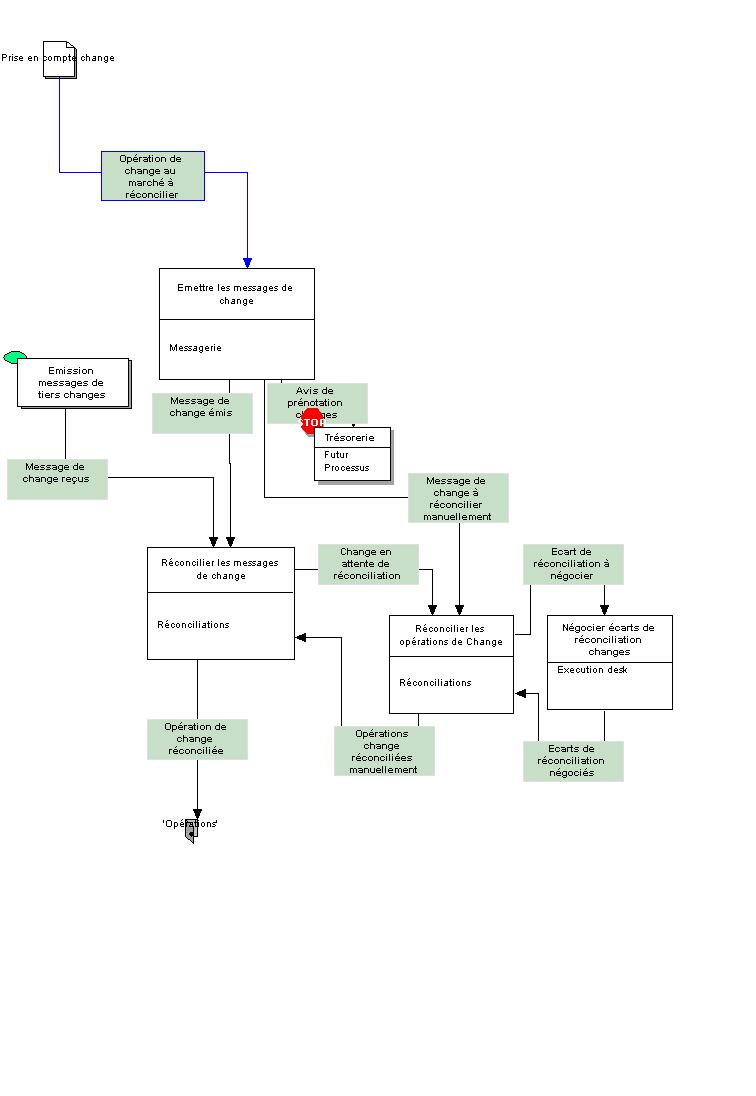 Prise en compte change
Opération de
change au
marché à
réconcilier
Emettre les messages de
change
Messagerie
Emission
messages de
tiers changes
Message de
change émis
Avis de
prénotation
changes
STOP
Trésorerie
Futur
Processus
Message de
change reçus
Message de
change à
réconcilier
manuellement
Réconcilier les messages
de change
Réconciliations
Change en
attente de
réconciliation
Ecart de
réconciliation à
négocier
Réconcilier les
opérations de Change
Réconciliations
Négocier écarts de
réconciliation
changes
Execution desk
Opération de
change
réconciliée
Opérations
change
réconciliées
manuellement
Ecarts de
réconciliation
négociés
'Opérations'